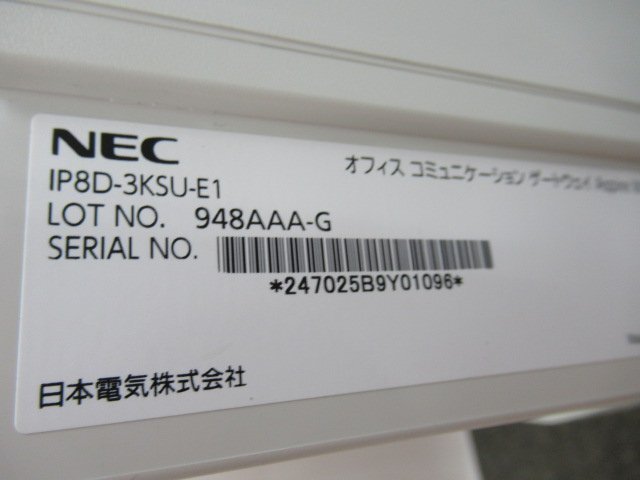 NEC
オフィス コミュニケーション ゲートウェイ
IP8D-3KSU-E1
LOT NO. 948AAA-G
SERIAL NO.
*247025B9Y01096*
日本電気株式会社